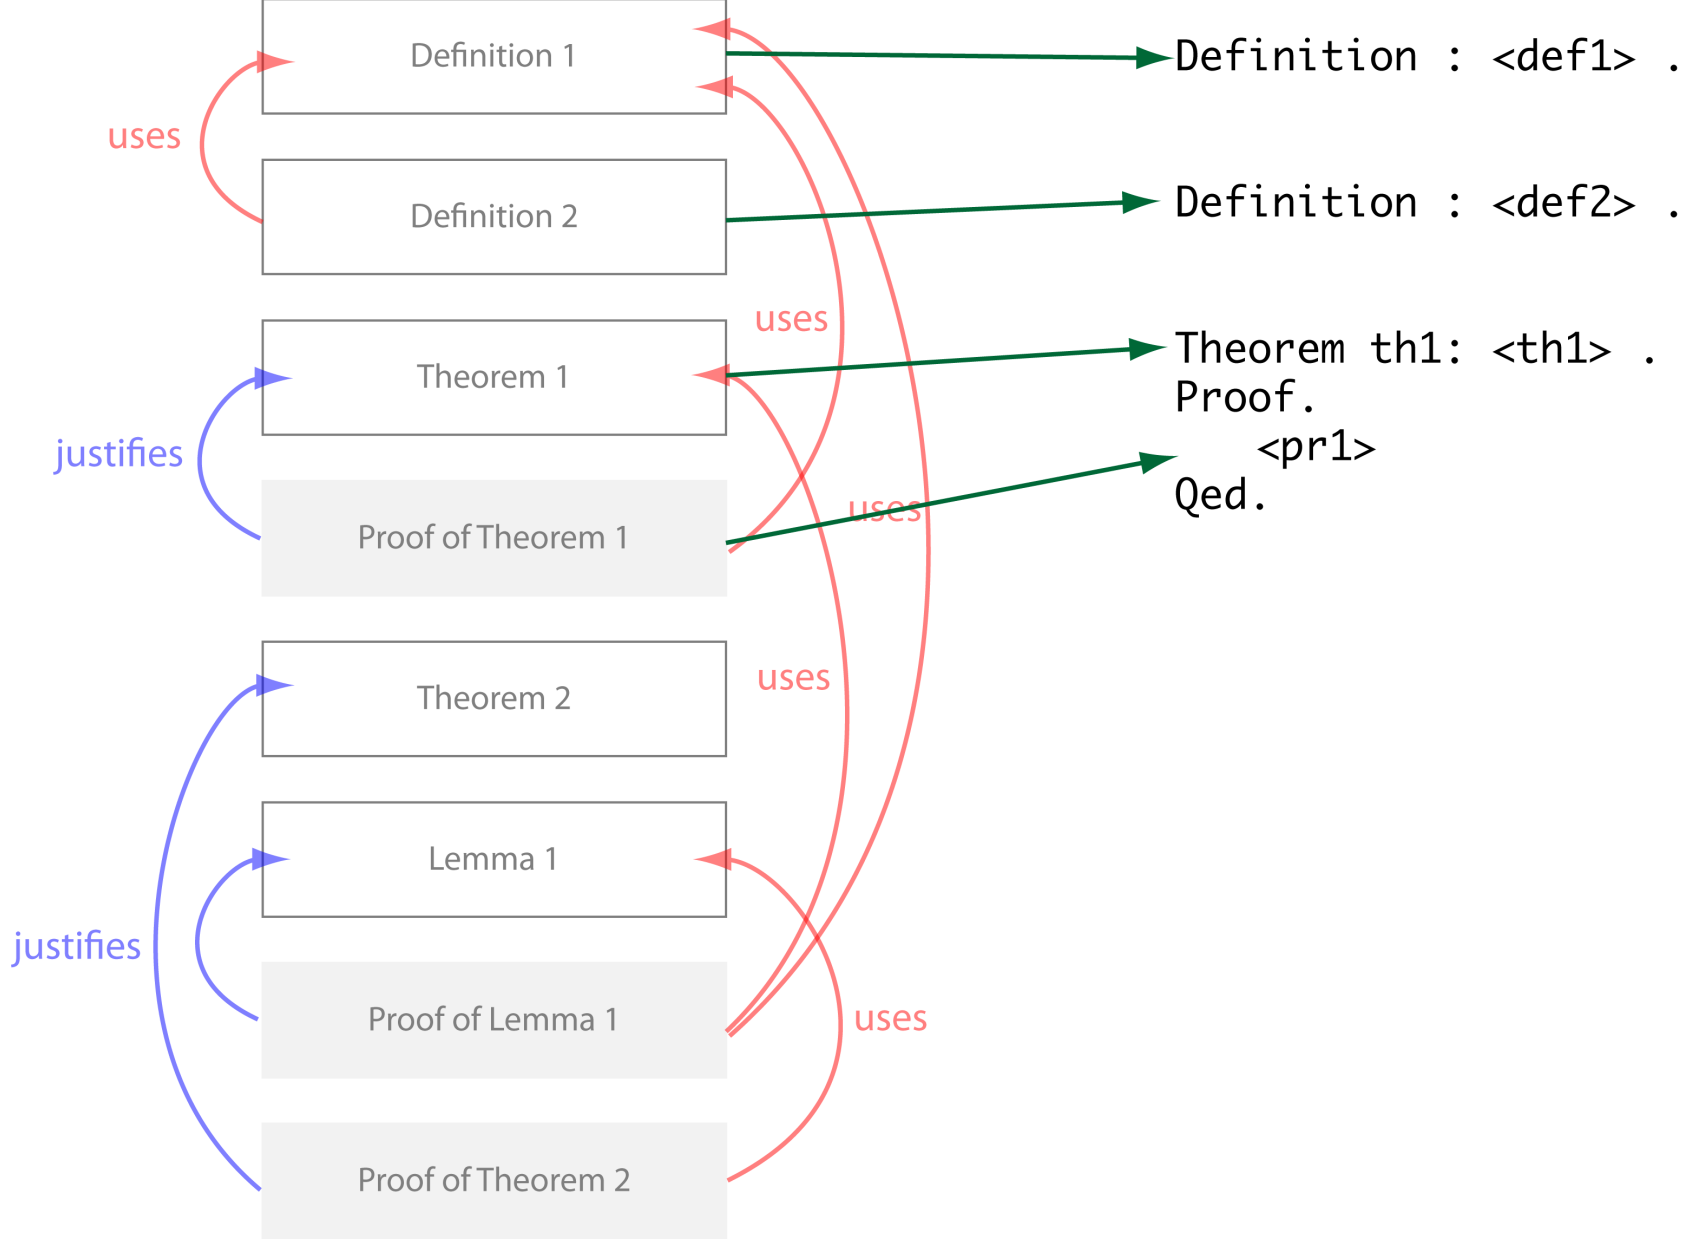 Definition 1
Definition : <def1> .
uses
Definition 2
Definition : <def2> .
uses
Theorem 1
Theorem th1: <th1> .
Proof.
justifies
<pr1>
Qed.
uses
Proof of Theorem 1
uses
Theorem 2
Lemma 1
justifies
Proof of Lemma 1
uses
Proof of Theorem 2